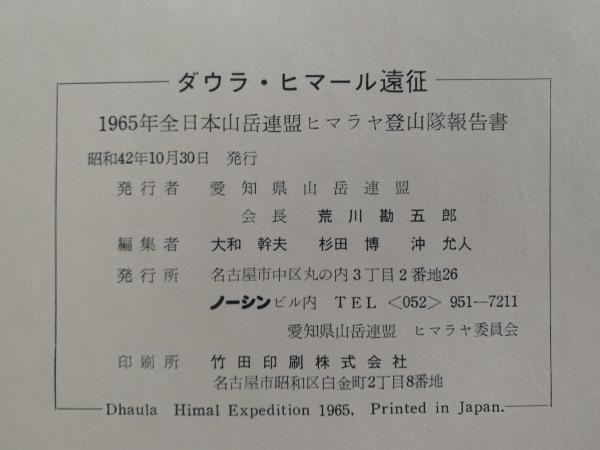 ダウラ・ヒマール遠征
1965年全日本山岳連盟ヒマラヤ登山隊報告書
昭和42年10月30日　発行
発行者　愛知県山岳連盟
会長　荒川勘五郎
編集者　大和　幹夫　杉田　博　沖　允人
発行所　名古屋市中区丸の内3丁目2番地26
ノーシンビル内　TEL <052> 951―7211
愛知県山岳連盟　ヒマラヤ委員会
印刷所　竹田印刷株式会社
名古屋市昭和区白金町2丁目8番地
Dhaula Himal Expedition 1965, Printed in Japan.